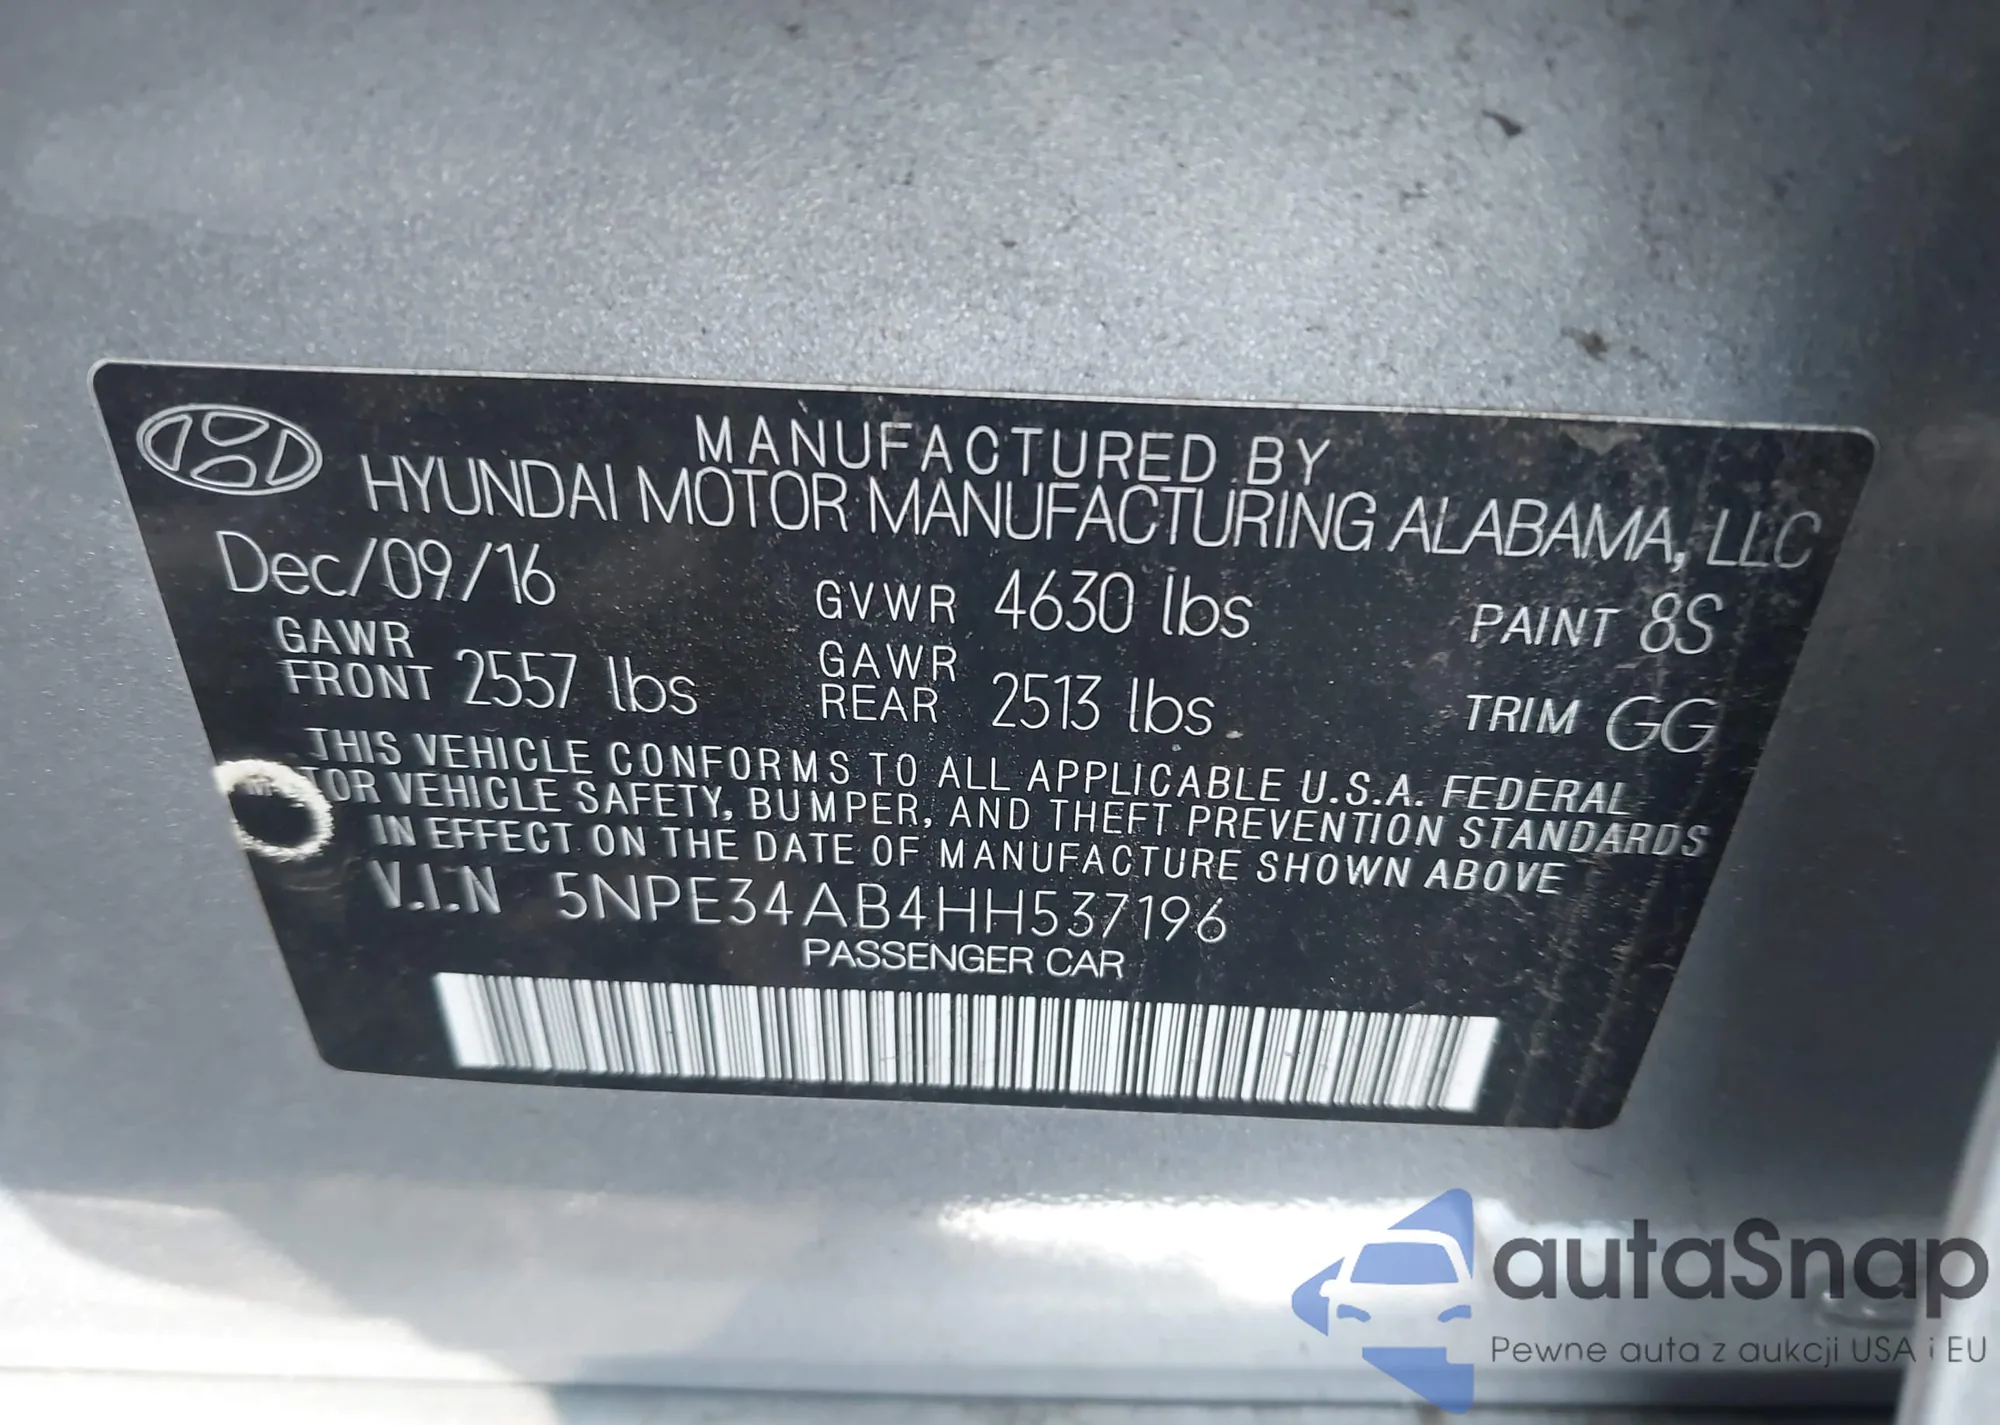 MANUFACTURED BY
HYUNDAI MOTOR MANUFACTURING ALABAMA, LLC
Dec/09/16 GVWR 4630 lbs PAINT 8S
GAWR FRONT 2557 lbs GAWR REAR 2513 lbs TRIM GG
THIS VEHICLE CONFORMS TO ALL APPLICABLE U.S.A. FEDERAL
VEHICLE SAFETY, BUMPER, AND THEFT PREVENTION STANDARDS
IN EFFECT ON THE DATE OF MANUFACTURE SHOWN ABOVE
V.I.N 5NPE34AB4HH537196
PASSENGER CAR
autaSnap
Pewne auta z aukcji USA i EU